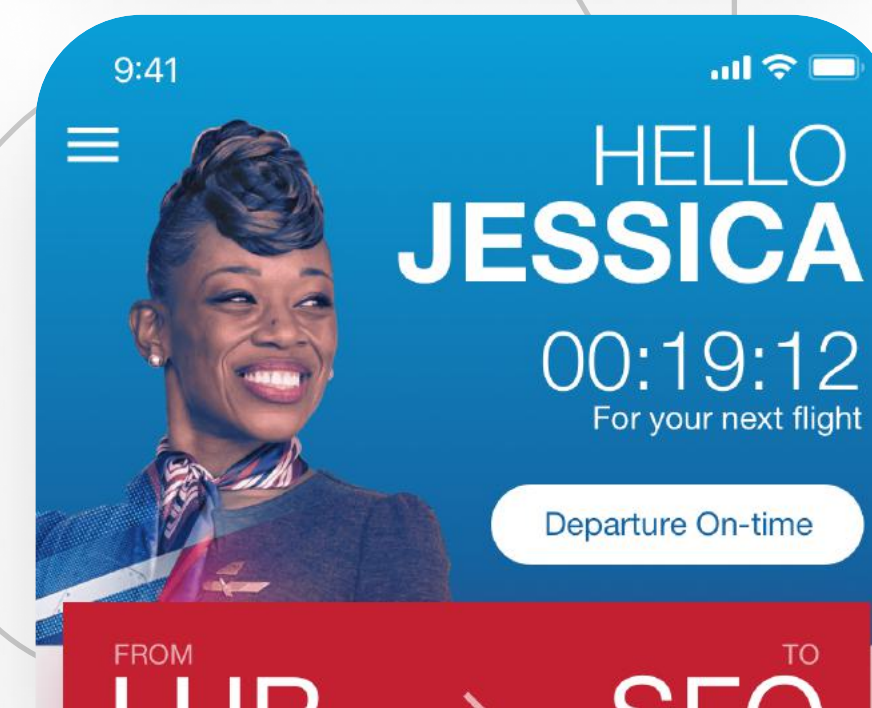 9:41
HELLO
JESSICA
00:19:12
For your next flight
Departure On-time
FROM
TO